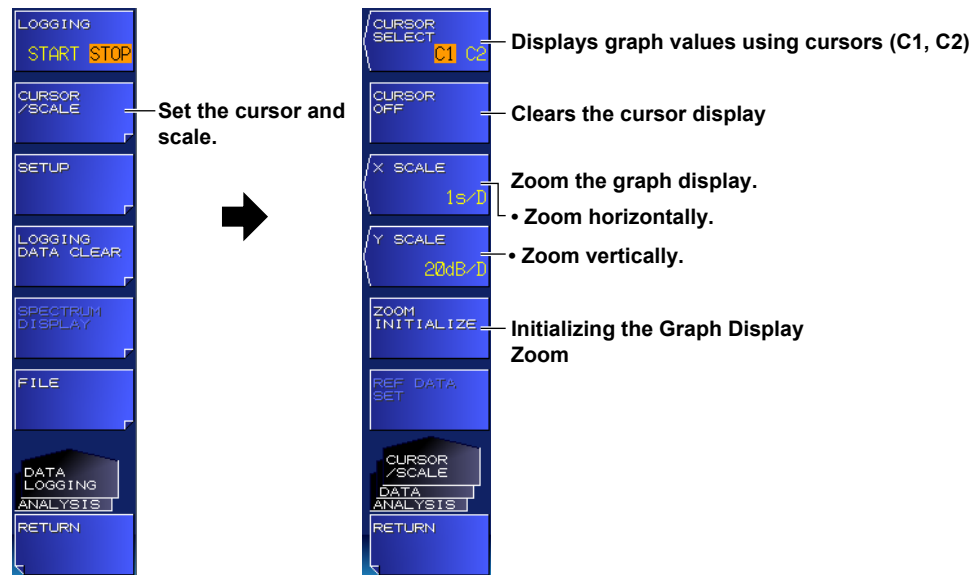 LOGGING
START STOP
CURSOR
/SCALE
Set the cursor and
scale.
SETUP
LOGGING
DATA CLEAR
SPECTRUM
DISPLAY
FILE
DATA
LOGGING
ANALYSIS
RETURN
CURSOR
SELECT
C1 C2
Displays graph values using cursors (C1, C2)
CURSOR
OFF
Clears the cursor display
X SCALE
1s/D
Zoom the graph display.
• Zoom horizontally.
Y SCALE
20dB/D
• Zoom vertically.
ZOOM
INITIALIZE
Initializing the Graph Display
Zoom
REF DATA
SET
CURSOR
/SCALE
DATA
ANALYSIS
RETURN